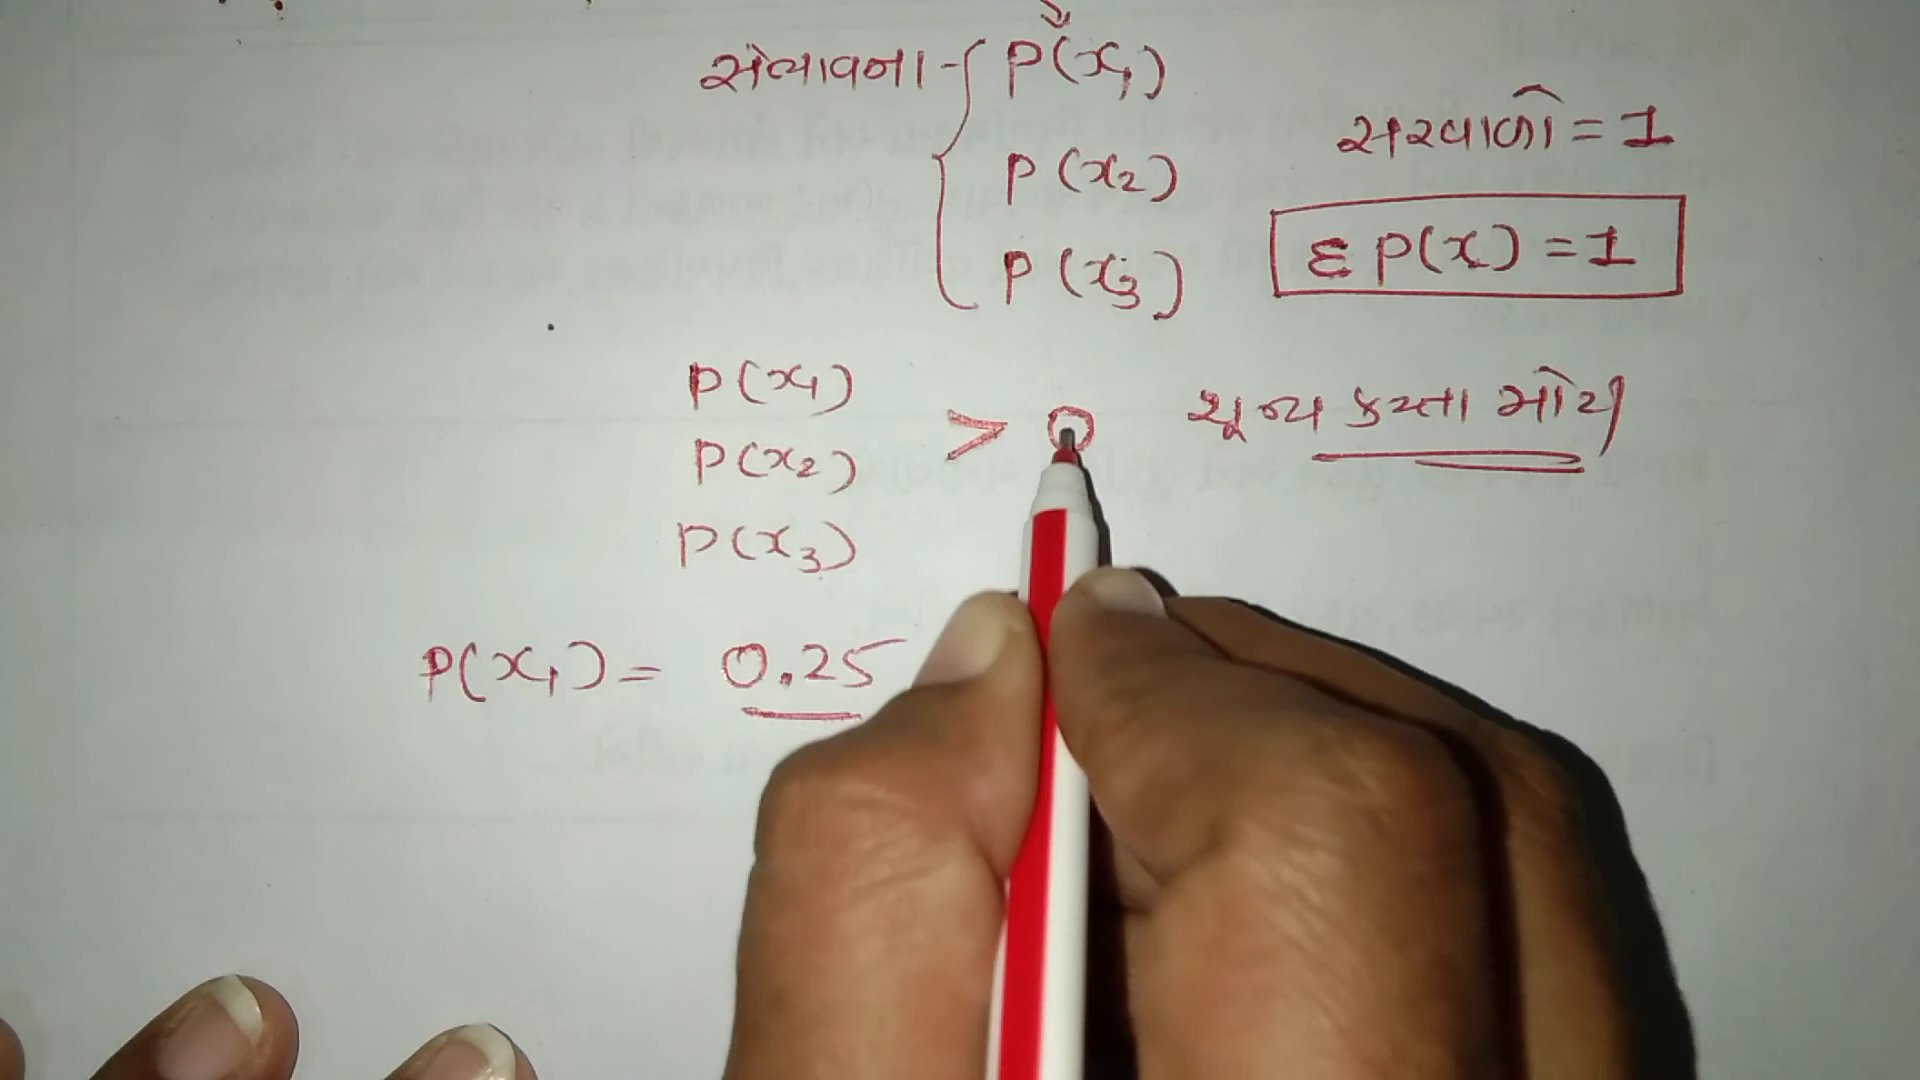 સંભાવના - { P(x₁)
P(x₂)
P(x₃)
સરવાળો = 1
Σ P(x) = 1
P(x₁)
P(x₂) > 0 શૂન્ય કરતા મોટા
P(x₃)
P(x₁) = 0.25